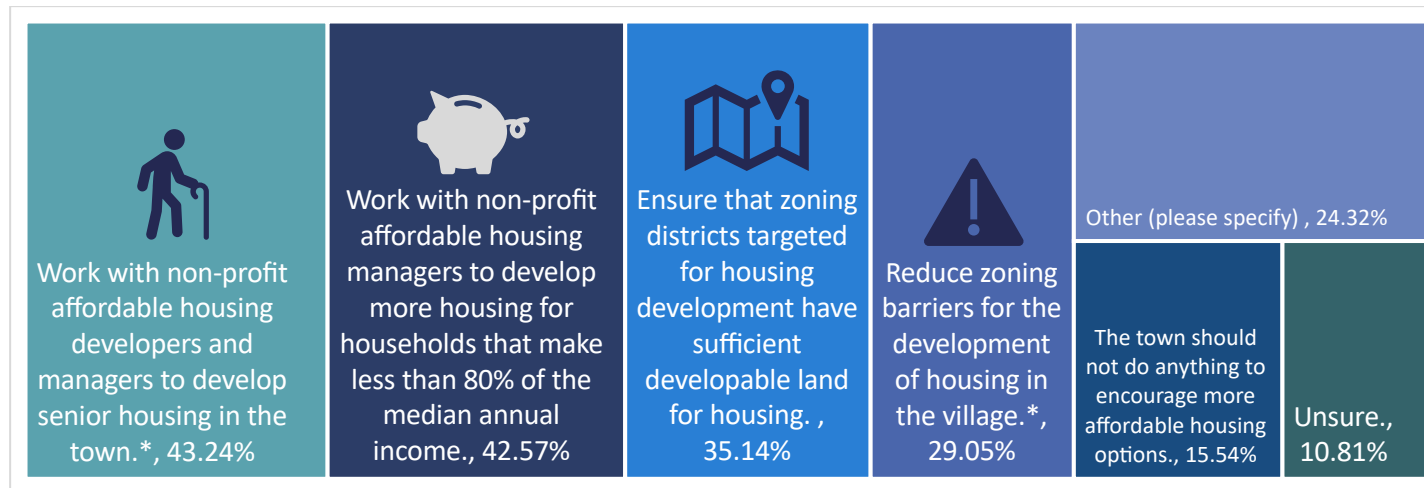 Work with non-profit
affordable housing
developers and
managers to develop
senior housing in the
town.*, 43.24%
Work with non-profit
affordable housing
managers to develop
more housing for
households that make
less than 80% of the
median annual
income., 42.57%
Ensure that zoning
districts targeted
for housing
development have
sufficient
developable land
for housing. ,
35.14%
Reduce zoning
barriers for the
development
of housing in
the village.*,
29.05%
Other (please specify) , 24.32%
The town should
not do anything to
encourage more
affordable housing
options., 15.54%
Unsure.,
10.81%